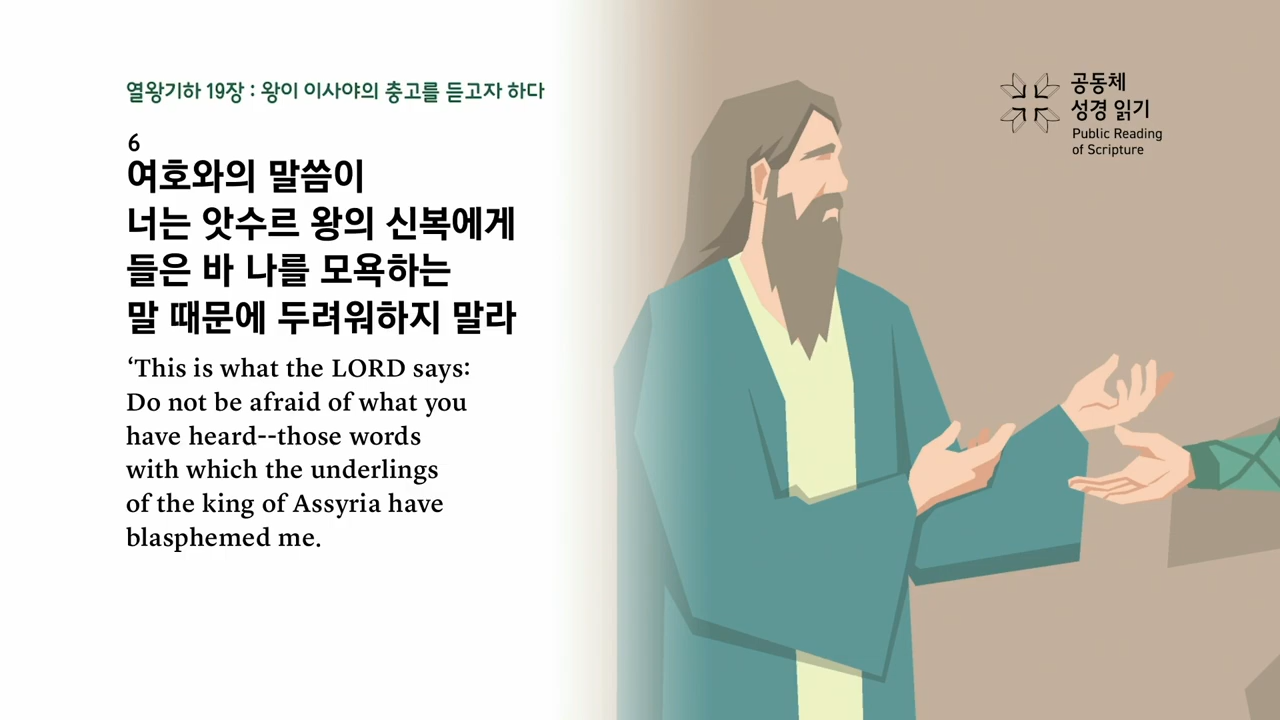 열왕기하 19장 : 왕이 이사야의 충고를 듣고자 하다
6
여호와의 말씀이
너는 앗수르 왕의 신복에게
들은 바 나를 모욕하는
말 때문에 두려워하지 말라
‘This is what the LORD says:
Do not be afraid of what you
have heard--those words
with which the underlings
of the king of Assyria have
blasphemed me.
공동체
성경 읽기
Public Reading
of Scripture